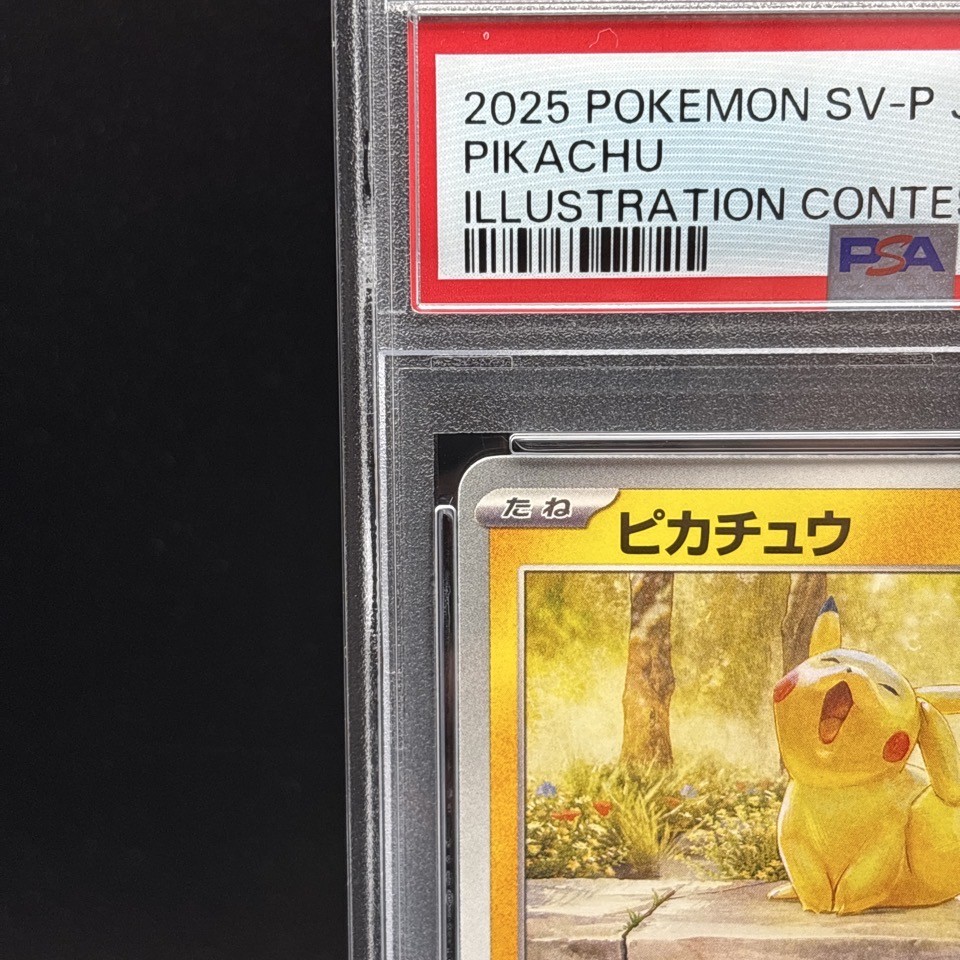 2025 POKEMON SV-P
PIKACHU
ILLUSTRATION
PSA
たね
ピカチュウ